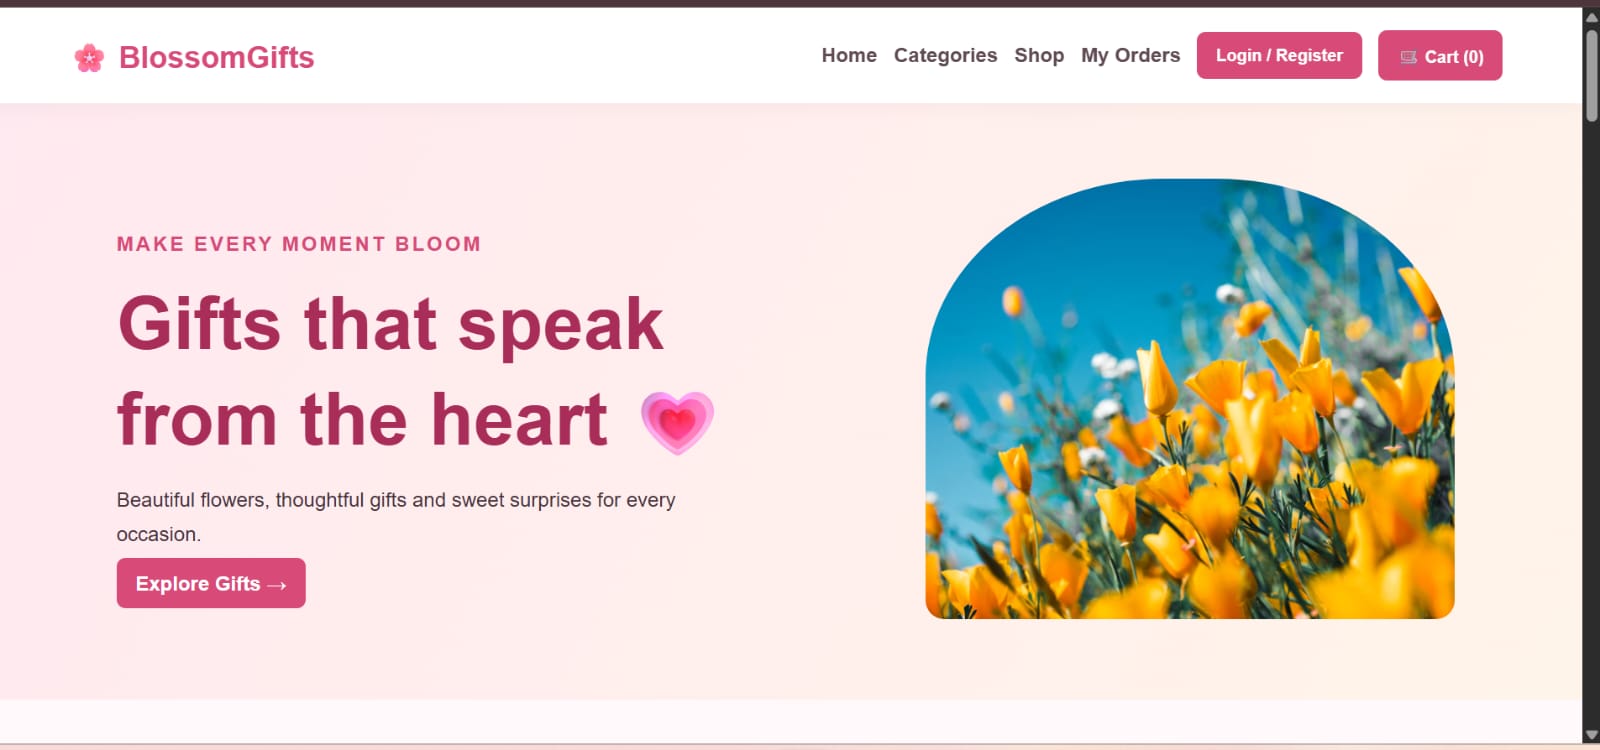 BlossomGifts
Home Categories Shop My Orders Login / Register Cart (0)
MAKE EVERY MOMENT BLOOM
Gifts that speak
from the heart
Beautiful flowers, thoughtful gifts and sweet surprises for every
occasion.
Explore Gifts →